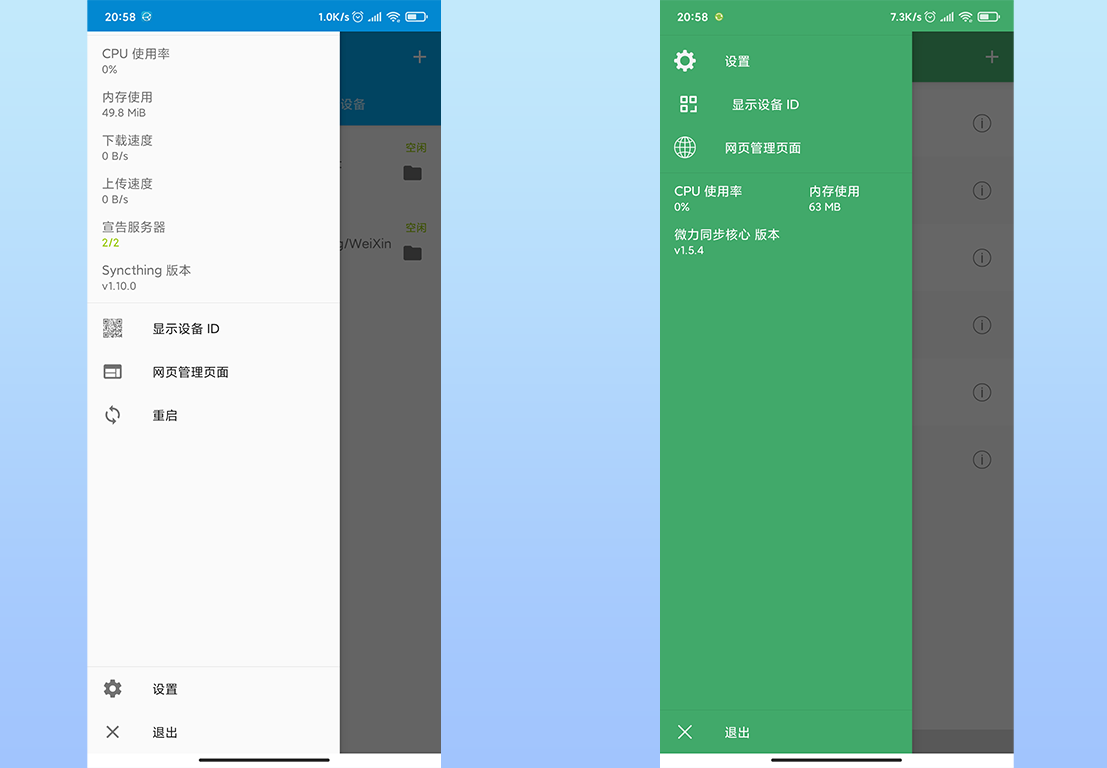 20:58
1.0K/s
CPU 使用率
0%
内存使用
49.8 MiB
下载速度
0 B/s
上传速度
0 B/s
宣告服务器
2/2
Syncthing 版本
v1.10.0
显示设备 ID
网页管理页面
重启
设置
退出
设备
空闲
空闲
g/WeiXin
20:58
7.3K/s
设置
显示设备 ID
网页管理页面
CPU 使用率
0%
内存使用
63 MB
微力同步核心 版本
v1.5.4
退出